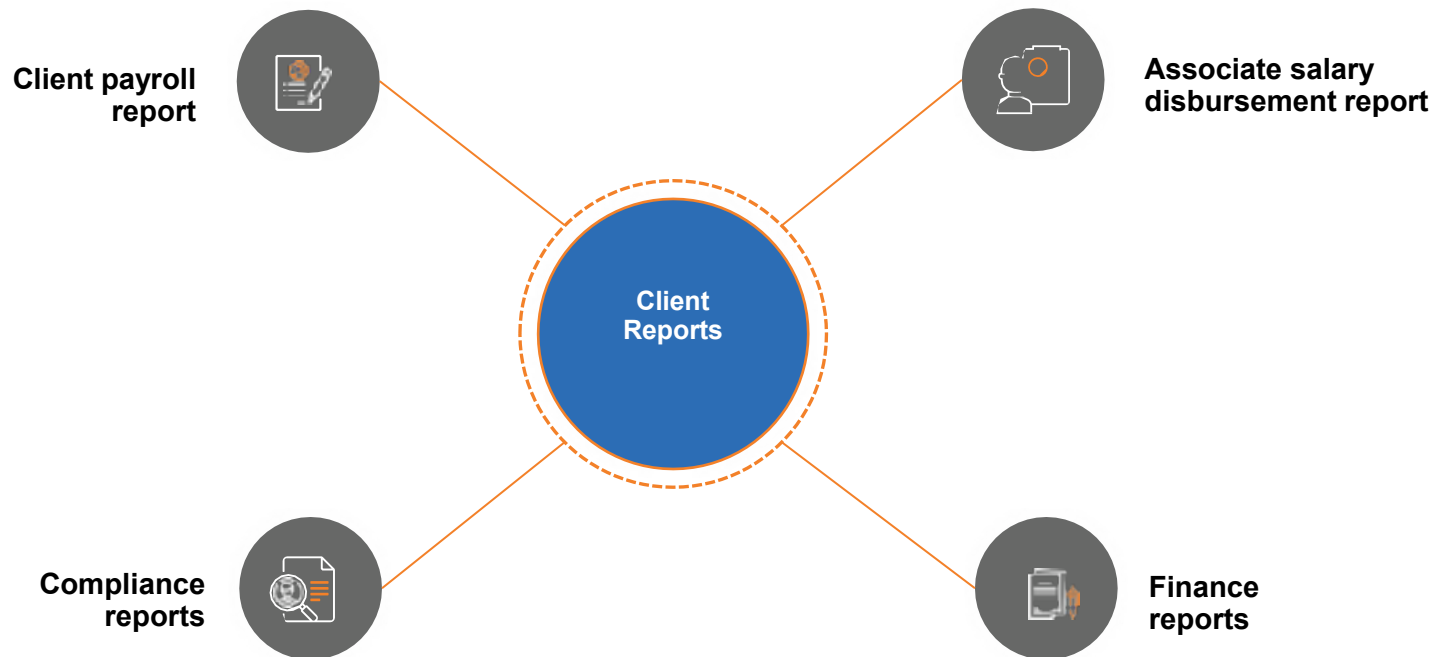 Client payroll
report
Associate salary
disbursement report
Client
Reports
Compliance
reports
Finance
reports